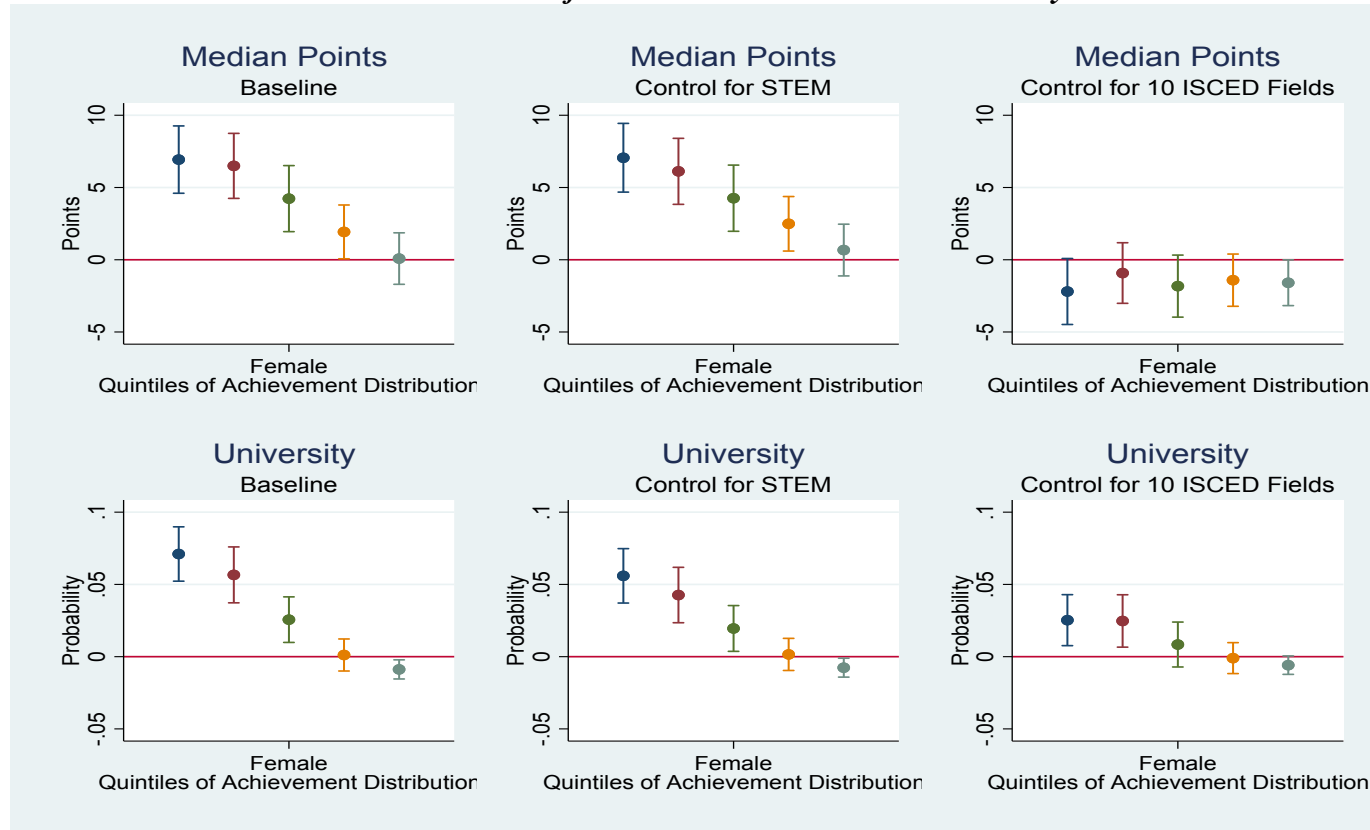 Median Points
Baseline
10
5
0
-5
Points
Female
Quintiles of Achievement Distribution
Median Points
Control for STEM
10
5
0
-5
Points
Female
Quintiles of Achievement Distribution
Median Points
Control for 10 ISCED Fields
10
5
0
-5
Points
Female
Quintiles of Achievement Distribution
University
Baseline
.1
.05
0
-.05
Probability
Female
Quintiles of Achievement Distribution
University
Control for STEM
.1
.05
0
-.05
Probability
Female
Quintiles of Achievement Distribution
University
Control for 10 ISCED Fields
.1
.05
0
-.05
Probability
Female
Quintiles of Achievement Distribution